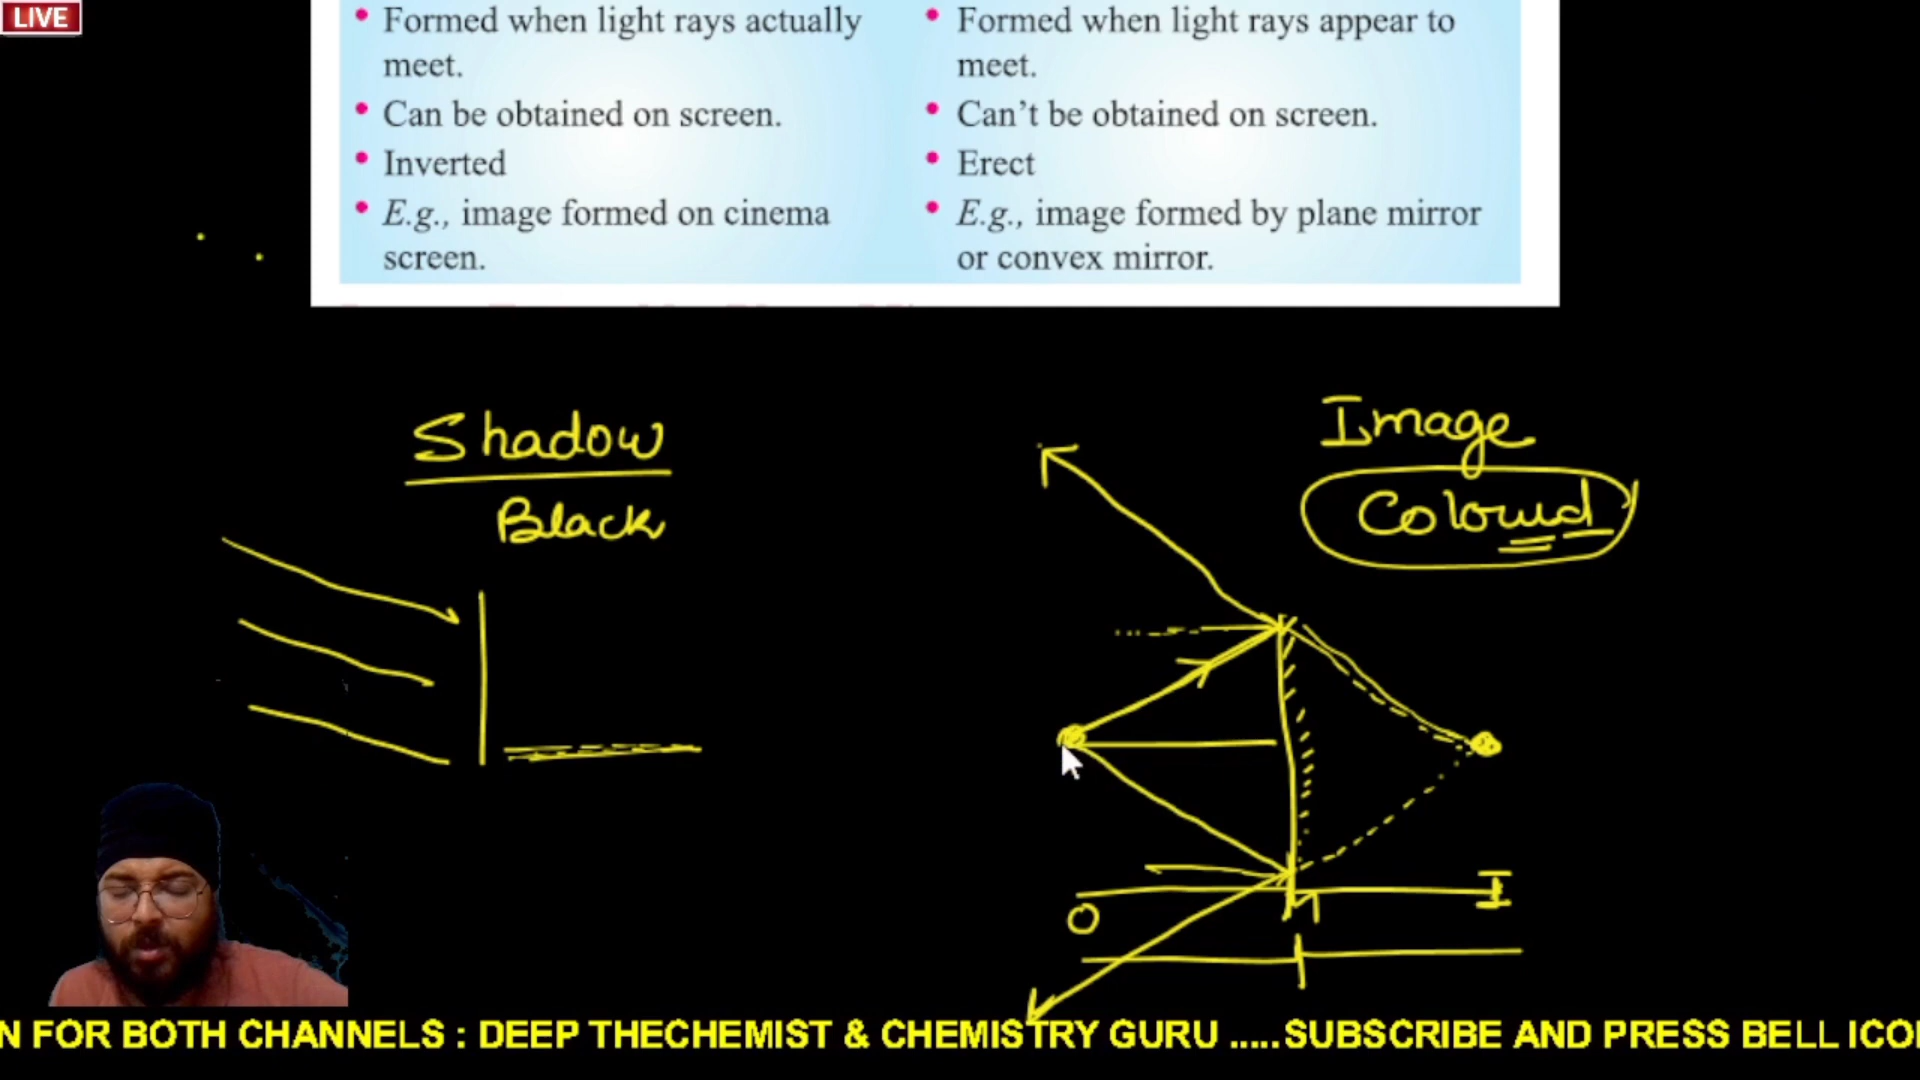 LIVE
• Formed when light rays actually
meet.
• Can be obtained on screen.
• Inverted
• E.g., image formed on cinema
screen.
• Formed when light rays appear to
meet.
• Can’t be obtained on screen.
• Erect
• E.g., image formed by plane mirror
or convex mirror.
Shadow
Black
Image
Coloured
O
I
N FOR BOTH CHANNELS : DEEP THECHEMIST & CHEMISTRY GURU .....SUBSCRIBE AND PRESS BELL ICO